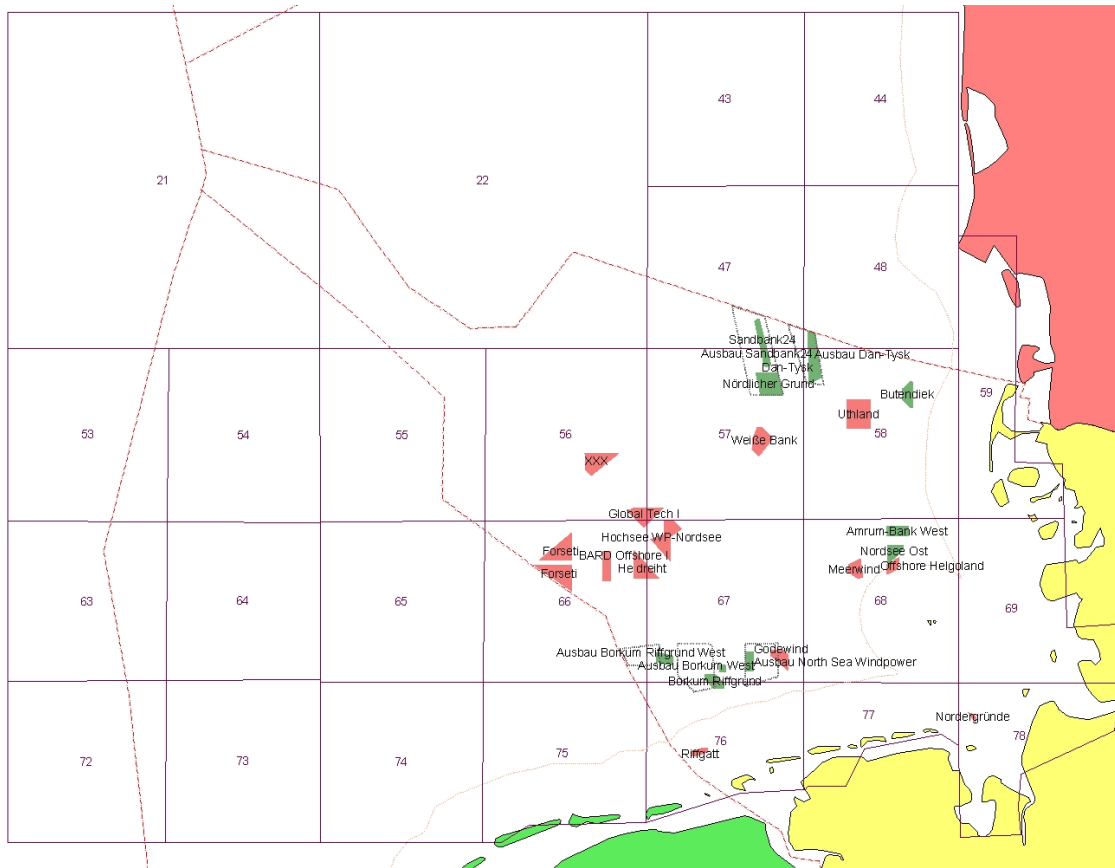 43
44
21
22
47
48
Sandbank24
Ausbau Sandbank24
Ausbau Dan-Tysk
Dan-Tysk
Nördlicher Grund
Butendiek
59
Uthland
53
54
55
56
57
58
Weiße Bank
XXX
Global Tech I
Amrum-Bank West
Hochsee WP-Nordsee
Forseti
BARD Offshore I
Nordsee Ost
He dreiht
Meerwind
Offshore Helgoland
Forseti
63
64
65
66
67
68
69
Godewind
Ausbau Borkum Riffgrund West
Ausbau North Sea Windpower
Ausbau Borkum West
Borkum Riffgrund
Nordergründe
77
78
72
73
74
75
76
Riffgatt